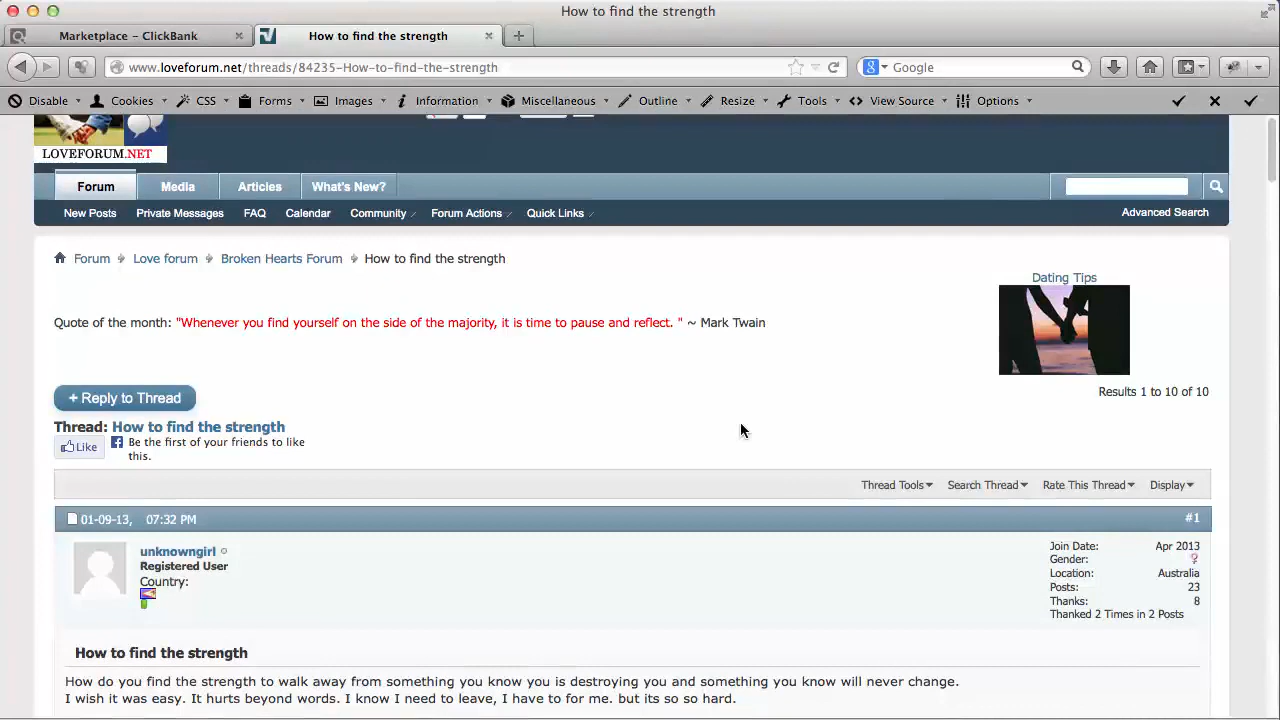 How to find the strength
Marketplace – ClickBank
How to find the strength
www.loveforum.net/threads/84235-How-to-find-the-strength
Google
Disable Cookies CSS Forms Images Information Miscellaneous Outline Resize Tools View Source Options
LOVEFORUM.NET
Forum Media Articles What's New?
New Posts Private Messages FAQ Calendar Community Forum Actions Quick Links
Advanced Search
Forum Love forum Broken Hearts Forum How to find the strength
Dating Tips
Quote of the month: "Whenever you find yourself on the side of the majority, it is time to pause and reflect. " ~ Mark Twain
+ Reply to Thread
Results 1 to 10 of 10
Thread: How to find the strength
Like
Be the first of your friends to like
this.
Thread Tools Search Thread Rate This Thread Display
01-09-13, 07:32 PM
#1
unknowngirl
Registered User
Country:
Join Date: Apr 2013
Gender:
Location: Australia
Posts: 23
Thanks: 8
Thanked 2 Times in 2 Posts
How to find the strength
How do you find the strength to walk away from something you know you is destroying you and something you know will never change.
I wish it was easy. It hurts beyond words. I know I need to leave, I have to for me. but its so so hard.